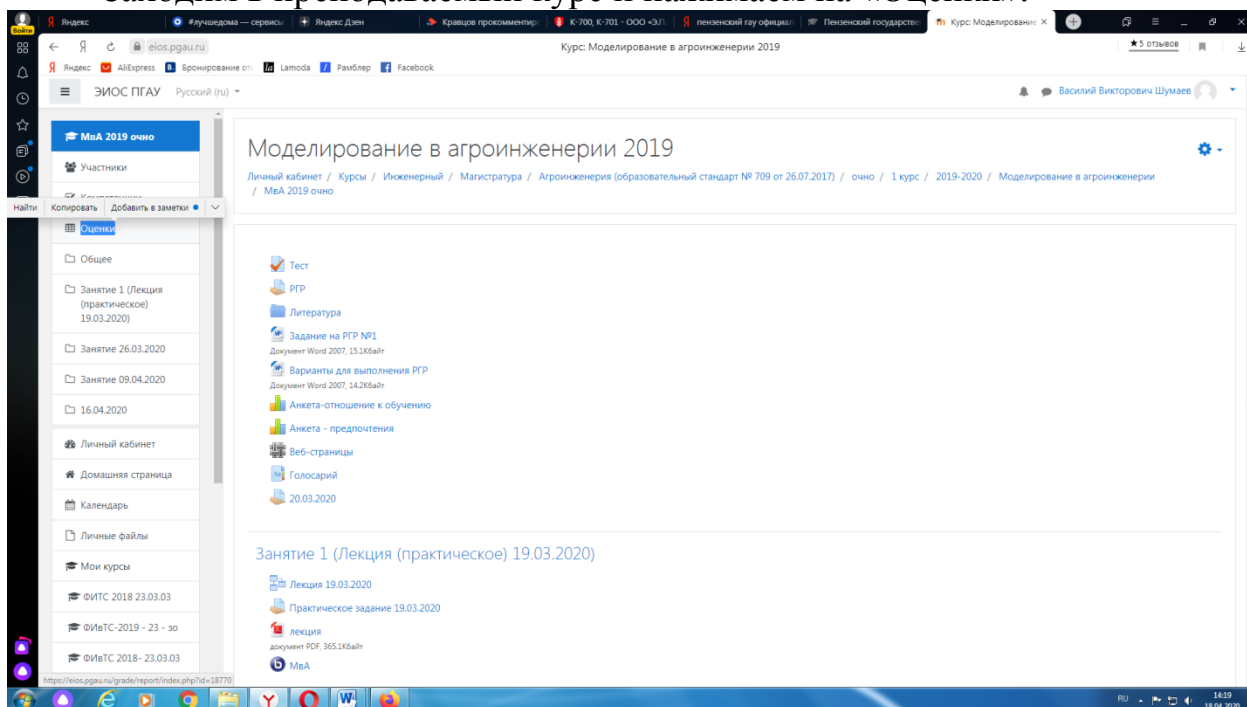 Заходим в преподаваемый курс и нажимаем на «Оценки».
Войти
Яндекс
#лучшедома — сервисы
Яндекс Дзен
Кравцов прокомментир
К-700, К-701 - ООО «ЭЛ.
пензенский гау официал
Пензенский государстве
Курс: Моделирование
eios.pgau.ru
Курс: Моделирование в агроинженерии 2019
★5 отзывов
Яндекс AliExpress Бронирование от Lamoda Рамблер Facebook
ЭИОС ПГАУ Русский (ru)
Василий Викторович Шумаев
МвА 2019 очно
Участники
Компетенции
Найти Копировать Добавить в заметки
Оценки
Общее
Занятие 1 (Лекция
(практическое)
19.03.2020)
Занятие 26.03.2020
Занятие 09.04.2020
16.04.2020
Личный кабинет
Домашняя страница
Календарь
Личные файлы
Мои курсы
ФИТС 2018 23.03.03
ФИвТС-2019 - 23 - зо
ФИвТС 2018- 23.03.03
https://eios.pgau.ru/grade/report/index.php?id=18770
Моделирование в агроинженерии 2019
Личный кабинет / Курсы / Инженерный / Магистратура / Агроинженерия (образовательный стандарт № 709 от 26.07.2017) / очно / 1 курс / 2019-2020 / Моделирование в агроинженерии
/ МвА 2019 очно
Тест
РГР
Литература
Задание на РГР №1
Документ Word 2007, 15.1Кбайт
Варианты для выполнения РГР
Документ Word 2007, 14.2Кбайт
Анкета-отношение к обучению
Анкета - предпочтения
Веб-страницы
Голосарий
20.03.2020
Занятие 1 (Лекция (практическое) 19.03.2020)
Лекция 19.03.2020
Практическое задание 19.03.2020
лекция
документ PDF, 365.1Кбайт
МвА
RU
14:19
18.04.2020